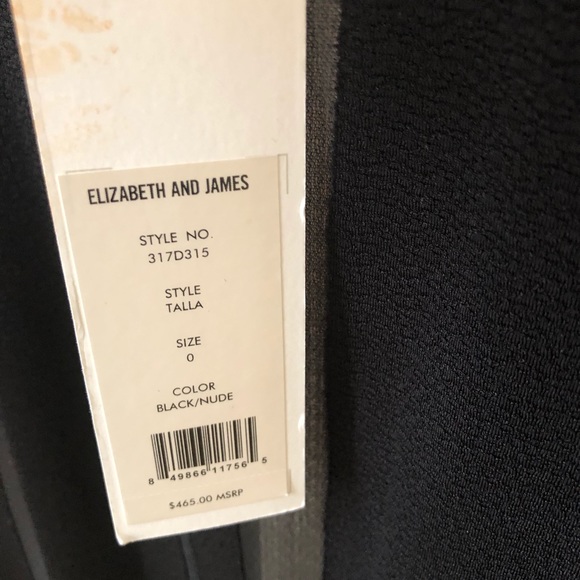 ELIZABETH AND JAMES
STYLE NO.
317D315
STYLE
TALLA
SIZE
0
COLOR
BLACK/NUDE
8 49866 11756 5
$465.00 MSRP